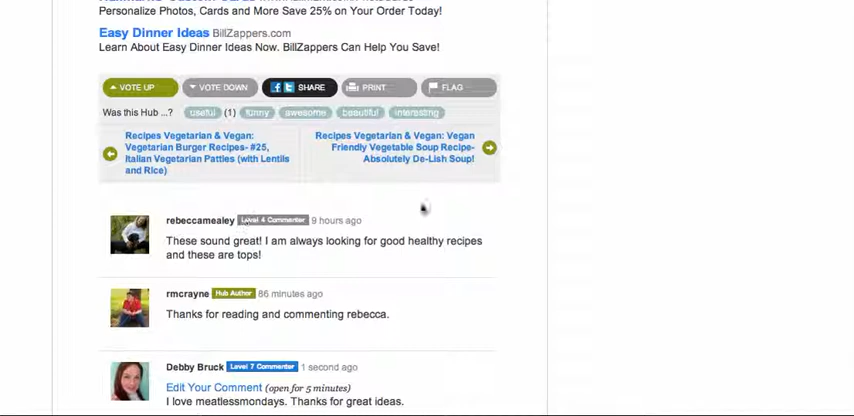 Personalize Photos, Cards and More Save 25% on Your Order Today!
Easy Dinner Ideas BillZappers.com
Learn About Easy Dinner Ideas Now. BillZappers Can Help You Save!
VOTE UP VOTE DOWN SHARE PRINT FLAG
Was this Hub ...? useful (1) funny awesome beautiful interesting
Recipes Vegetarian & Vegan:
Vegetarian Burger Recipes- #25,
Italian Vegetarian Patties (with Lentils
and Rice)
Recipes Vegetarian & Vegan: Vegan
Friendly Vegetable Soup Recipe-
Absolutely De-Lish Soup!
rebeccamealey Level 4 Commenter 9 hours ago
These sound great! I am always looking for good healthy recipes
and these are tops!
rmcrayne Hub Author 86 minutes ago
Thanks for reading and commenting rebecca.
Debby Bruck Level 7 Commenter 1 second ago
Edit Your Comment (open for 5 minutes)
I love meatlessmondays. Thanks for great ideas.